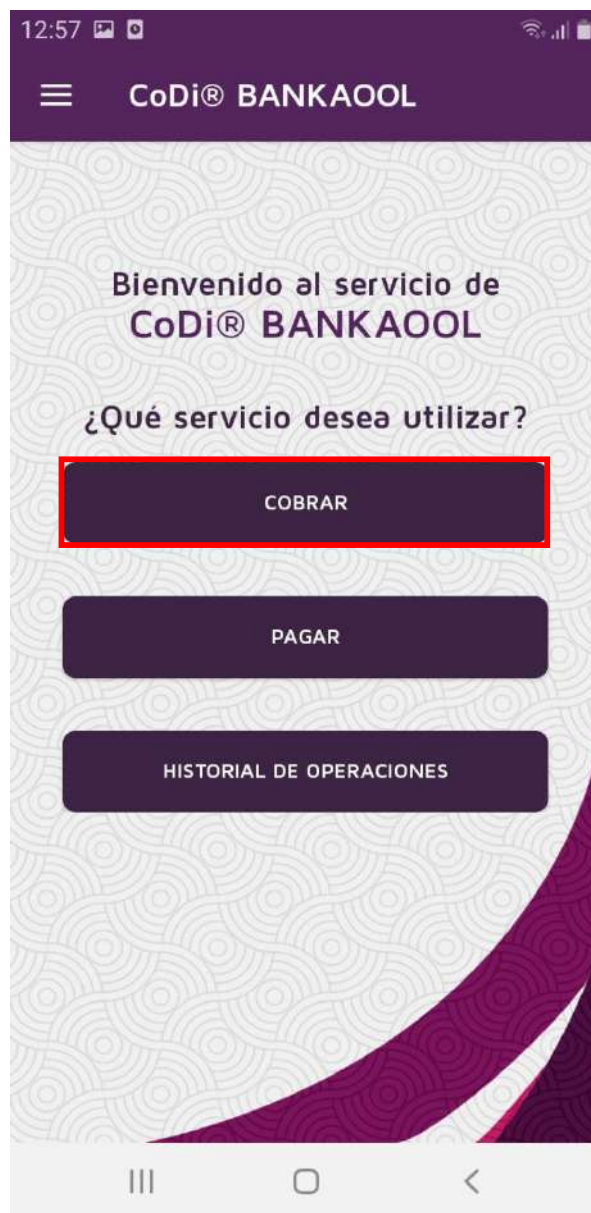 12:57
CoDi® BANKAOOL
Bienvenido al servicio de
CoDi® BANKAOOL
¿Qué servicio desea utilizar?
COBRAR
PAGAR
HISTORIAL DE OPERACIONES